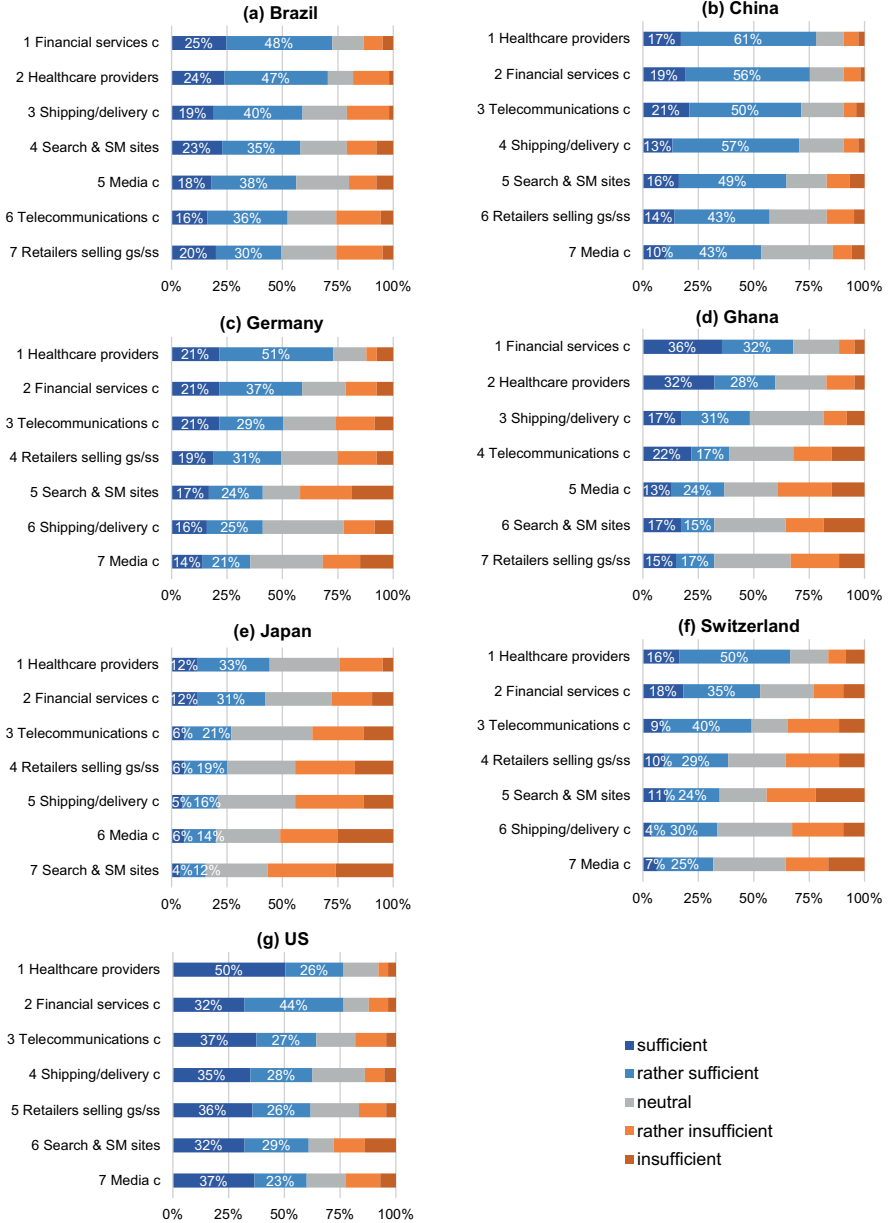 (a) Brazil
1 Financial services c 25% 48%
2 Healthcare providers 24% 47%
3 Shipping/delivery c 19% 40%
4 Search & SM sites 23% 35%
5 Media c 18% 38%
6 Telecommunications c 16% 36%
7 Retailers selling gs/ss 20% 30%
0% 25% 50% 75% 100%
(b) China
1 Healthcare providers 17% 61%
2 Financial services c 19% 56%
3 Telecommunications c 21% 50%
4 Shipping/delivery c 13% 57%
5 Search & SM sites 16% 49%
6 Retailers selling gs/ss 14% 43%
7 Media c 10% 43%
0% 25% 50% 75% 100%
(c) Germany
1 Healthcare providers 21% 51%
2 Financial services c 21% 37%
3 Telecommunications c 21% 29%
4 Retailers selling gs/ss 19% 31%
5 Search & SM sites 17% 24%
6 Shipping/delivery c 16% 25%
7 Media c 14% 21%
0% 25% 50% 75% 100%
(d) Ghana
1 Financial services c 36% 32%
2 Healthcare providers 32% 28%
3 Shipping/delivery c 17% 31%
4 Telecommunications c 22% 17%
5 Media c 13% 24%
6 Search & SM sites 17% 15%
7 Retailers selling gs/ss 15% 17%
0% 25% 50% 75% 100%
(e) Japan
1 Healthcare providers 12% 33%
2 Financial services c 12% 31%
3 Telecommunications c 6% 21%
4 Retailers selling gs/ss 6% 19%
5 Shipping/delivery c 5% 16%
6 Media c 6% 14%
7 Search & SM sites 4% 12%
0% 25% 50% 75% 100%
(f) Switzerland
1 Healthcare providers 16% 50%
2 Financial services c 18% 35%
3 Telecommunications c 9% 40%
4 Retailers selling gs/ss 10% 29%
5 Search & SM sites 11% 24%
6 Shipping/delivery c 4% 30%
7 Media c 7% 25%
0% 25% 50% 75% 100%
(g) US
1 Healthcare providers 50% 26%
2 Financial services c 32% 44%
3 Telecommunications c 37% 27%
4 Shipping/delivery c 35% 28%
5 Retailers selling gs/ss 36% 26%
6 Search & SM sites 32% 29%
7 Media c 37% 23%
0% 25% 50% 75% 100%
sufficient
rather sufficient
neutral
rather insufficient
insufficient